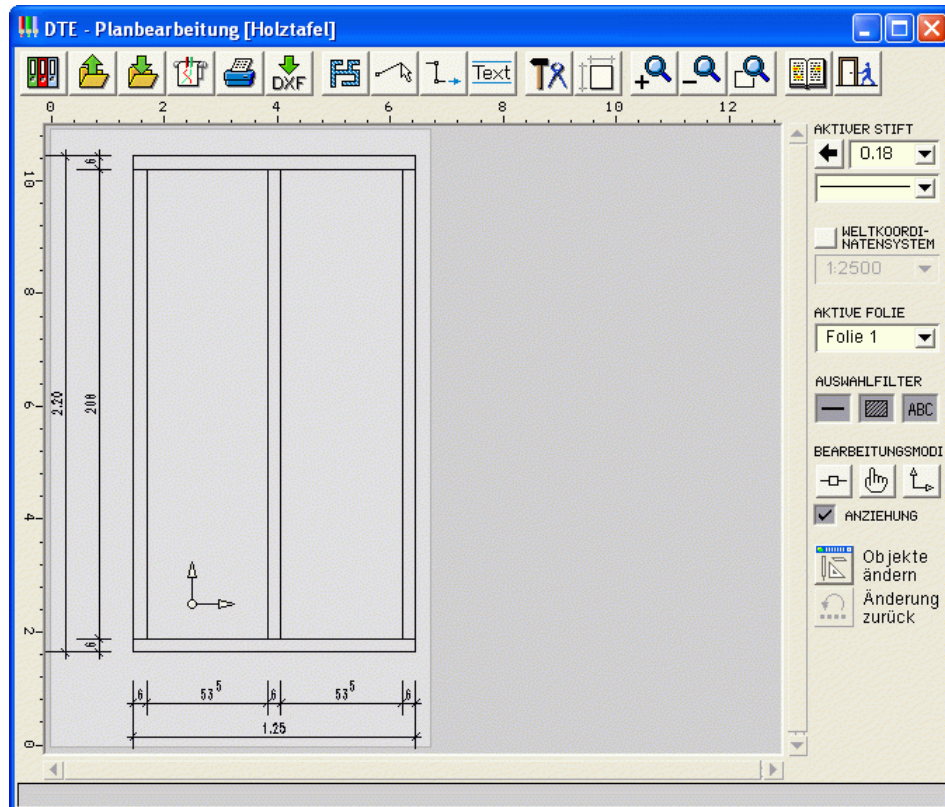 DTE - Planbearbeitung [Holztafel]
DXF
Text
0 2 4 6 8 10 12
AKTIVER STIFT
0.18
WELTKOORDI-
NATENSYSTEM
1:2500
AKTIVE FOLIE
Folie 1
AUSWAHLFILTER
ABC
BEARBEITUNGSMODI
ANZIEHUNG
Objekte
ändern
Änderung
zurück
10
8
6
4
2
0
6
2.20
208
6
6 53⁵ 6 53⁵ 6
1.25